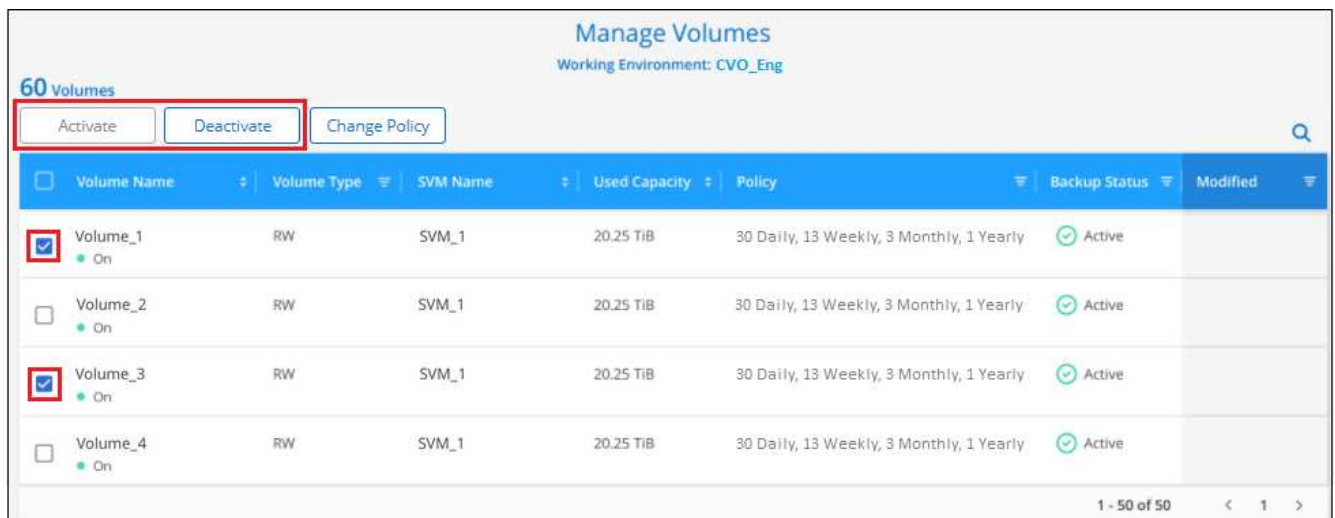 Manage Volumes
Working Environment: CVO_Eng
60 Volumes
Activate Deactivate Change Policy
Volume Name Volume Type SVM Name Used Capacity Policy Backup Status Modified
Volume_1 RW SVM_1 20.25 TiB 30 Daily, 13 Weekly, 3 Monthly, 1 Yearly Active
On
Volume_2 RW SVM_1 20.25 TiB 30 Daily, 13 Weekly, 3 Monthly, 1 Yearly Active
On
Volume_3 RW SVM_1 20.25 TiB 30 Daily, 13 Weekly, 3 Monthly, 1 Yearly Active
On
Volume_4 RW SVM_1 20.25 TiB 30 Daily, 13 Weekly, 3 Monthly, 1 Yearly Active
On
1 - 50 of 50 < 1 >